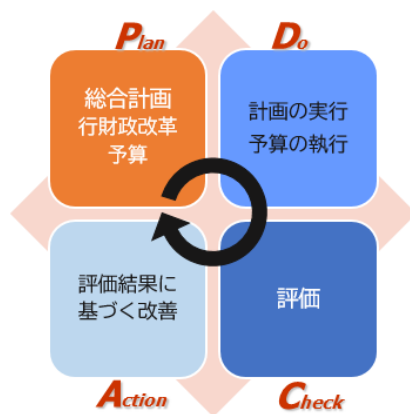 Plan
総合計画
行財政改革
予算
Do
計画の実行
予算の執行
Check
評価
Action
評価結果に
基づく改善